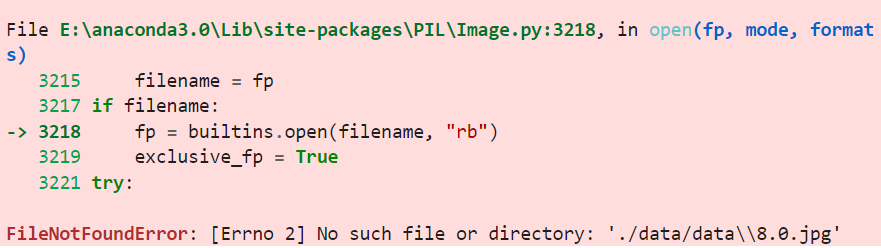 File E:\anaconda3.0\Lib\site-packages\PIL\Image.py:3218, in open(fp, mode, format
s)
   3215     filename = fp
   3217 if filename:
-> 3218     fp = builtins.open(filename, "rb")
   3219     exclusive_fp = True
   3221 try:
FileNotFoundError: [Errno 2] No such file or directory: './data/data\\8.0.jpg'